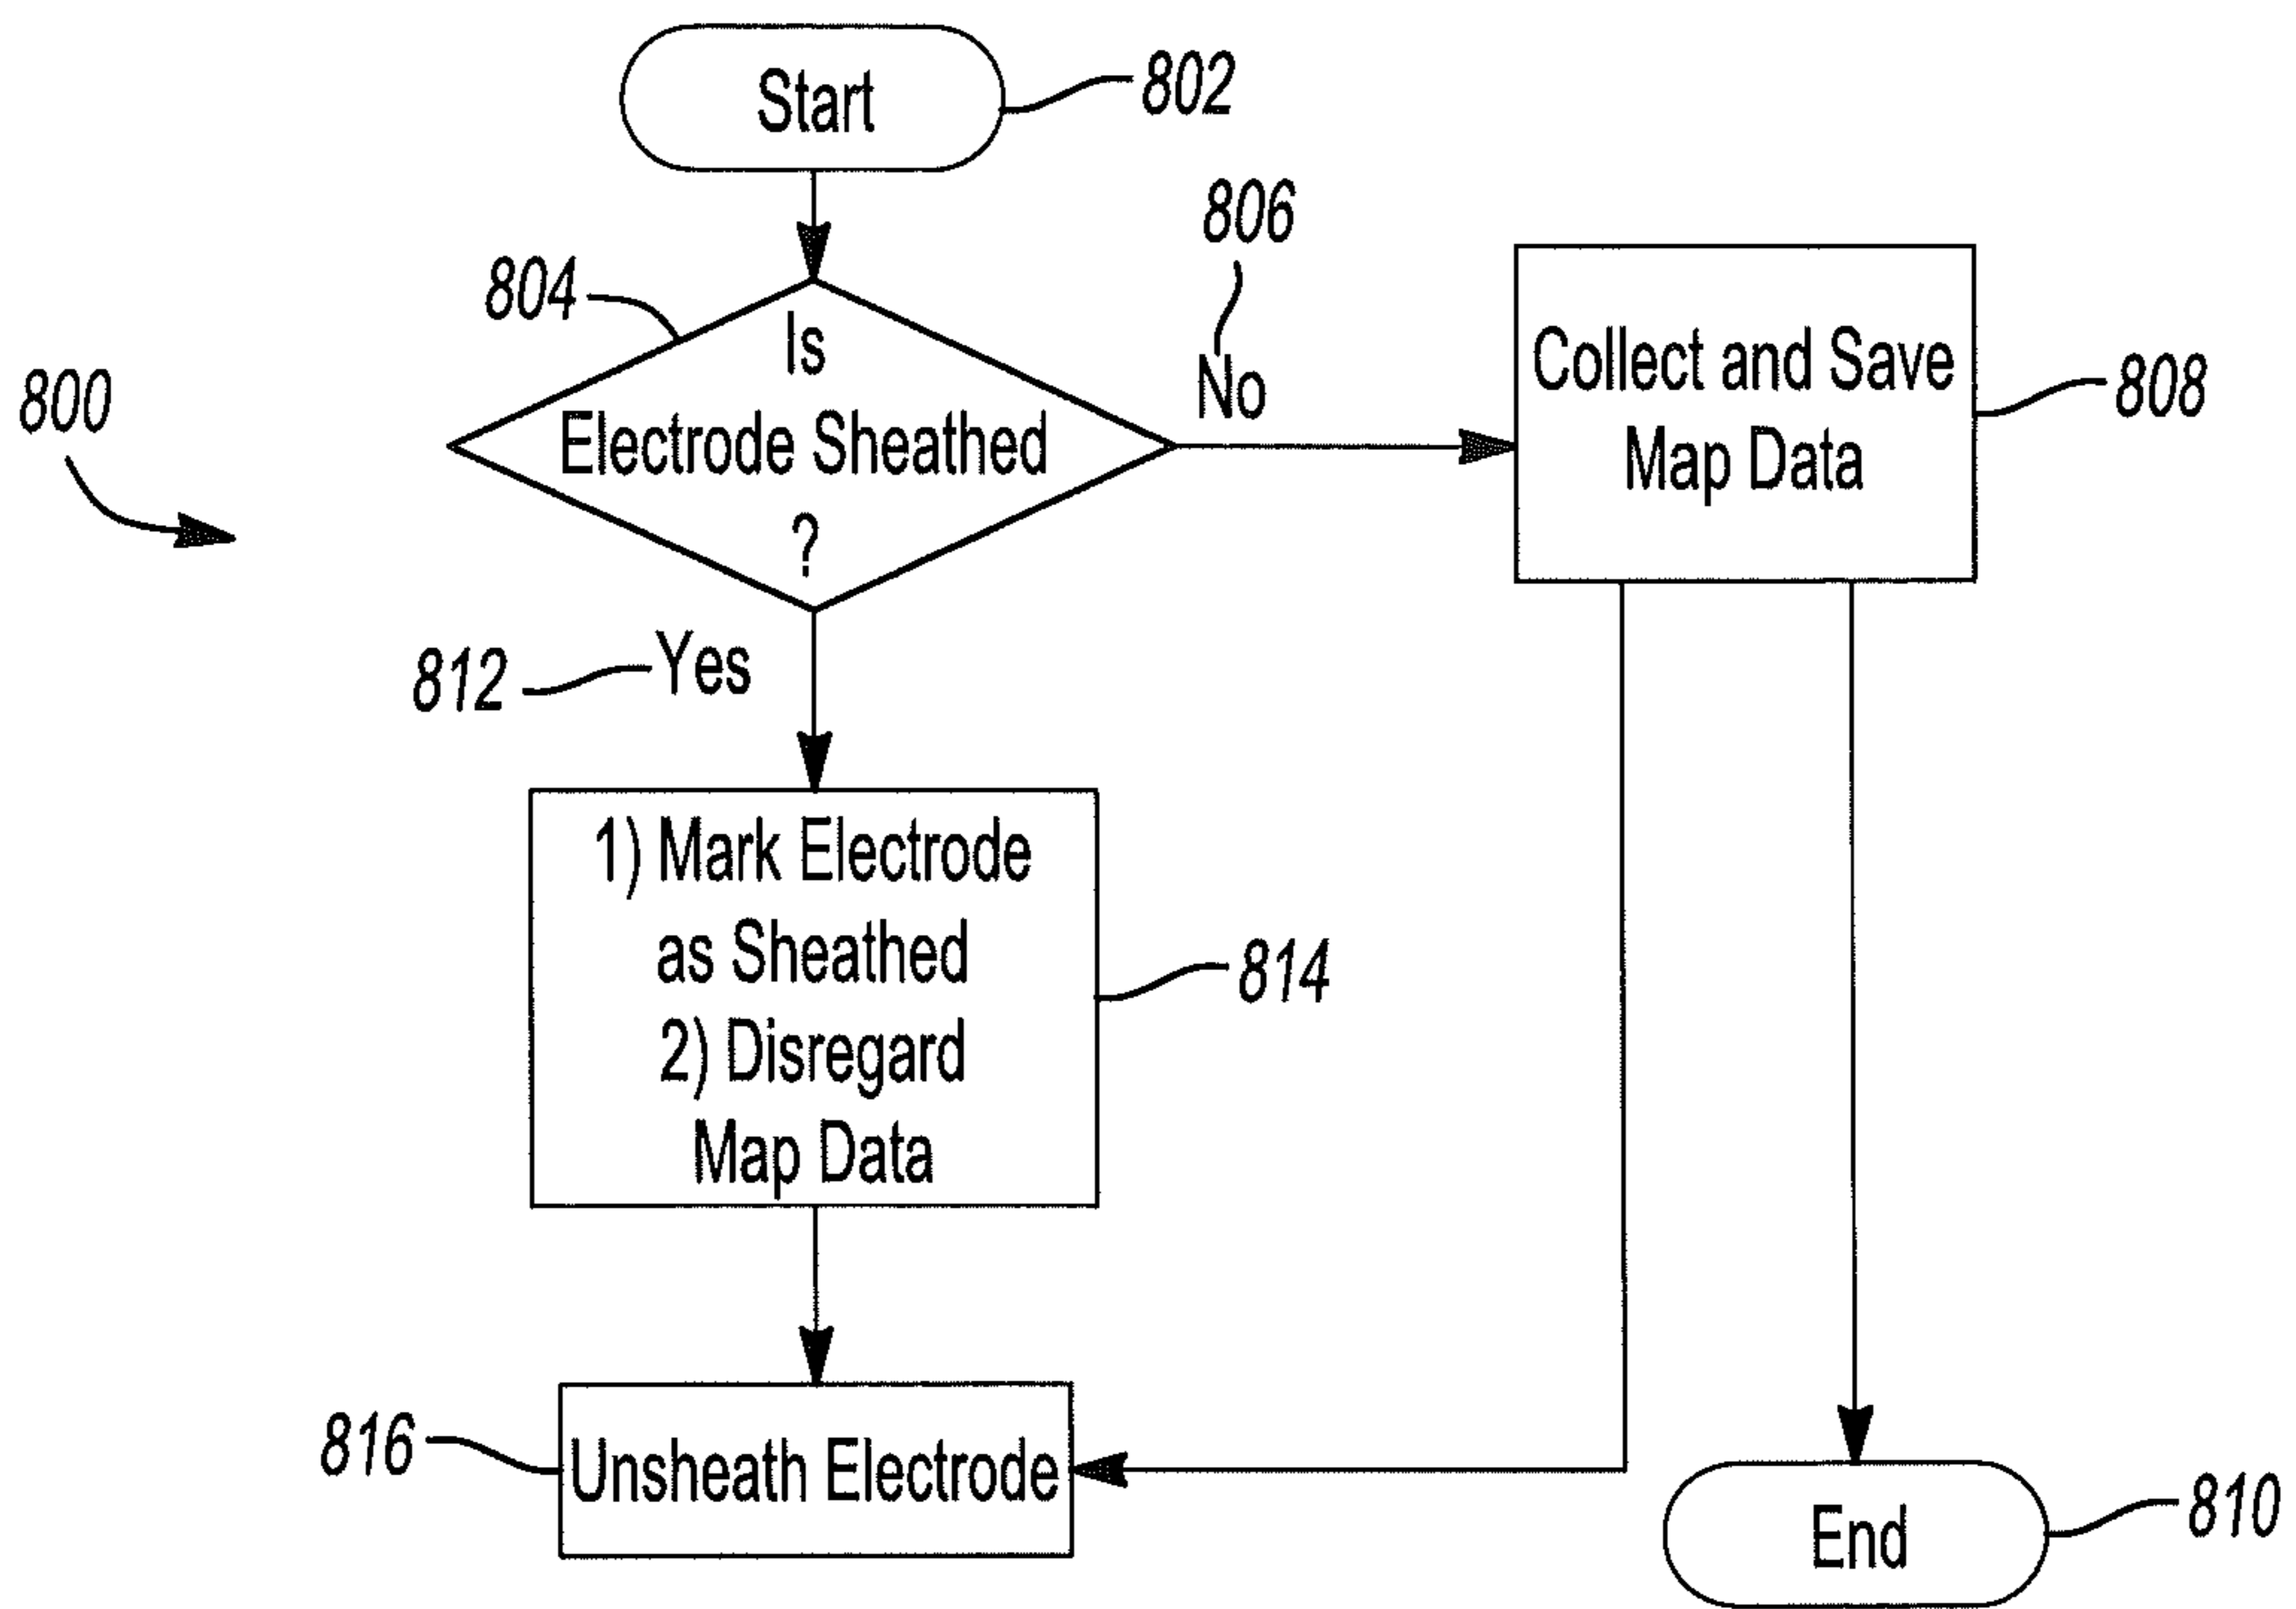 Start
802
806
804
Is
Electrode Sheathed
?
No
Collect and Save
Map Data
808
800
812
Yes
1) Mark Electrode
as Sheathed
2) Disregard
Map Data
814
816
Unsheath Electrode
End
810